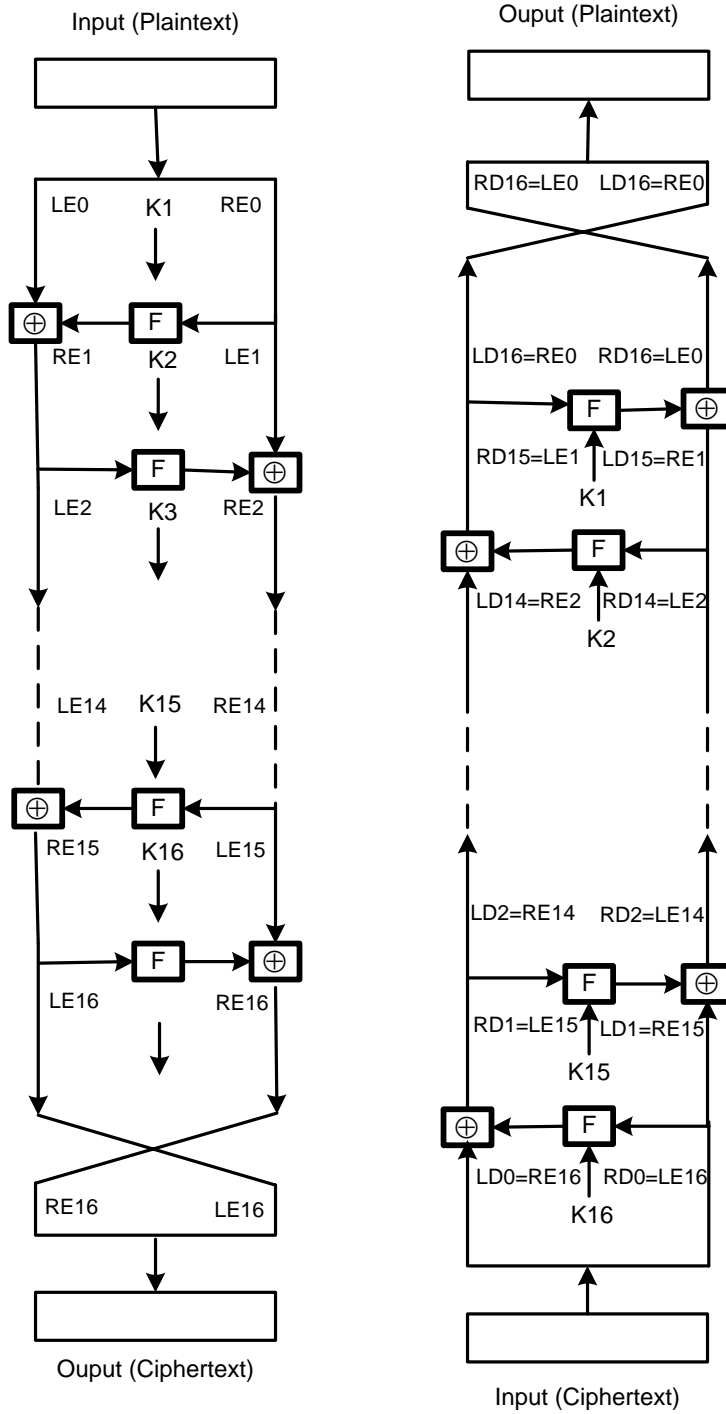 Input (Plaintext)
LE0 K1 RE0
⊕ F
RE1 K2 LE1
F ⊕
LE2 K3 RE2
LE14 K15 RE14
⊕ F
RE15 K16 LE15
F ⊕
LE16 RE16
RE16 LE16
Ouput (Ciphertext)
Ouput (Plaintext)
RD16=LE0 LD16=RE0
LD16=RE0 RD16=LE0
F ⊕
RD15=LE1 LD15=RE1
K1
⊕ F
LD14=RE2 RD14=LE2
K2
LD2=RE14 RD2=LE14
F ⊕
RD1=LE15 LD1=RE15
K15
⊕ F
LD0=RE16 RD0=LE16
K16
Input (Ciphertext)